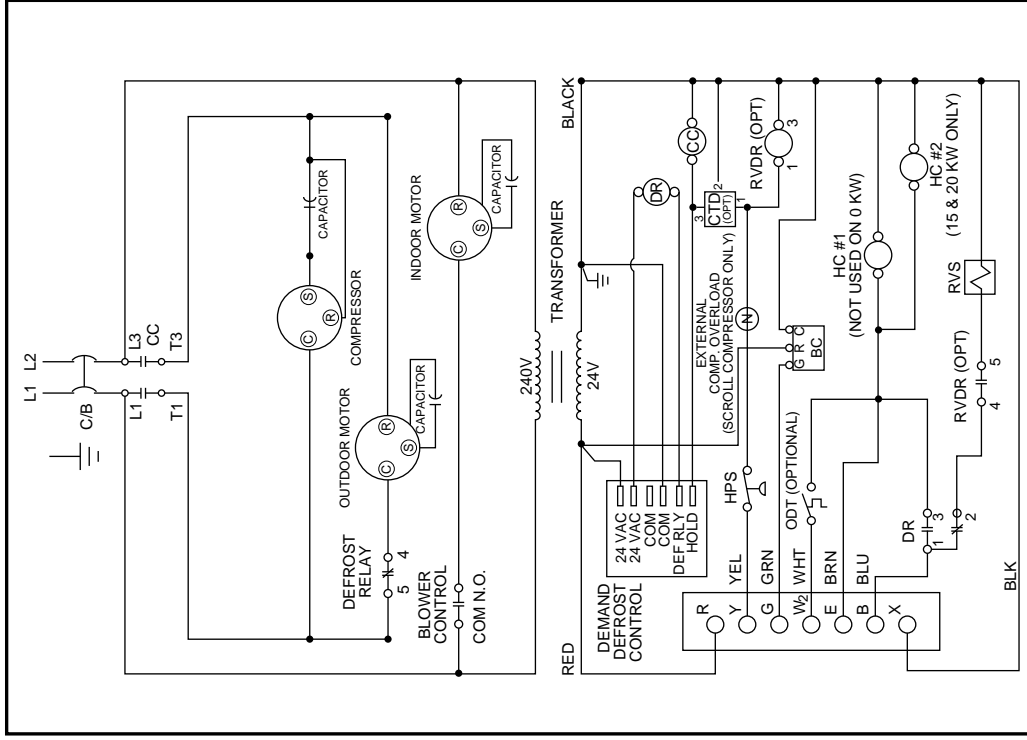 L1
L2
C/B
L1
L3
CC
T1
T3
CAPACITOR
S
C
R
COMPRESSOR
OUTDOOR MOTOR
C
R
S
CAPACITOR
DEFROST
RELAY
5
4
INDOOR MOTOR
C
R
S
CAPACITOR
BLOWER
CONTROL
COM N.O.
240V
TRANSFORMER
24V
RED
BLACK
DEMAND
DEFROST
CONTROL
24 VAC
24 VAC
COM
COM
DEF RLY
HOLD
DR
CC
3
CTD
(OPT)
2
1
EXTERNAL
COMP. OVERLOAD
(SCROLL COMPRESSOR ONLY)
N
RVDR (OPT)
1
3
HPS
G R C
BC
ODT (OPTIONAL)
HC #1
(NOT USED ON 0 KW)
HC #2
(15 & 20 KW ONLY)
DR
1
3
2
RVDR (OPT)
4
5
RVS
R
Y
YEL
G
GRN
W2
WHT
E
BRN
B
BLU
X
BLK